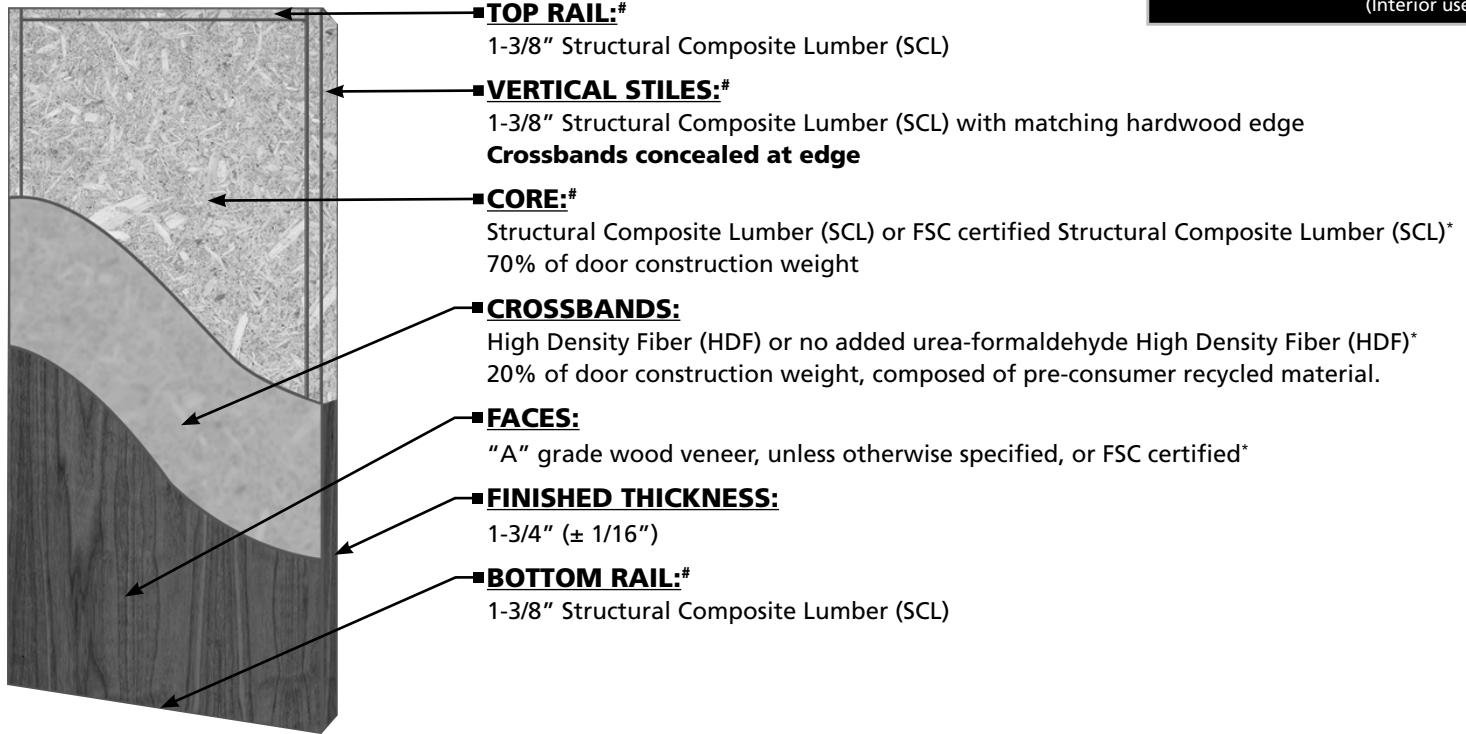 (Interior use
TOP RAIL:#
1-3/8” Structural Composite Lumber (SCL)
VERTICAL STILES:#
1-3/8” Structural Composite Lumber (SCL) with matching hardwood edge
Crossbands concealed at edge
CORE:#
Structural Composite Lumber (SCL) or FSC certified Structural Composite Lumber (SCL)*
70% of door construction weight
CROSSBANDS:
High Density Fiber (HDF) or no added urea-formaldehyde High Density Fiber (HDF)*
20% of door construction weight, composed of pre-consumer recycled material.
FACES:
“A” grade wood veneer, unless otherwise specified, or FSC certified*
FINISHED THICKNESS:
1-3/4” (± 1/16”)
BOTTOM RAIL:#
1-3/8” Structural Composite Lumber (SCL)